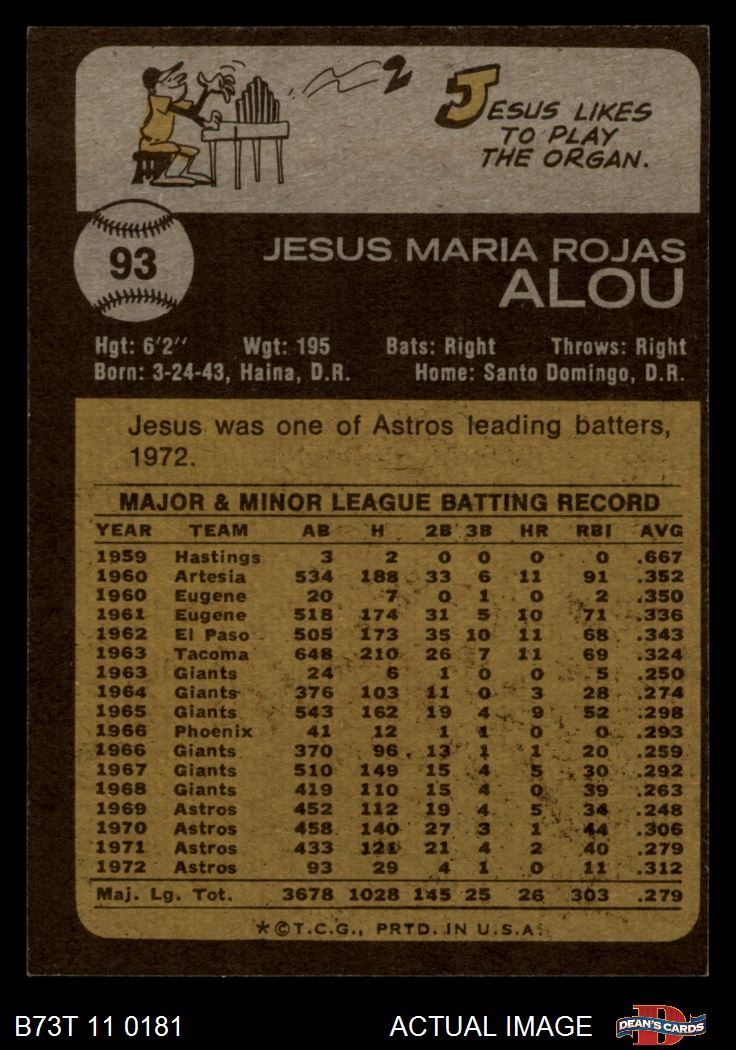 JESUS LIKES
TO PLAY
THE ORGAN.
93
JESUS MARIA ROJAS
ALOU
Hgt: 6'2" Wgt: 195 Bats: Right Throws: Right
Born: 3-24-43, Haina, D.R. Home: Santo Domingo, D.R.
Jesus was one of Astros leading batters,
1972.
MAJOR & MINOR LEAGUE BATTING RECORD
YEAR TEAM AB H 2B 3B HR RBI AVG
1959 Hastings 3 2 0 0 0 0 .667
1960 Artesia 534 188 33 6 11 91 .352
1960 Eugene 20 7 0 1 0 2 .350
1961 Eugene 518 174 31 5 10 71 .336
1962 El Paso 505 173 35 10 11 68 .343
1963 Tacoma 648 210 26 7 11 69 .324
1963 Giants 24 6 1 0 0 5 .250
1964 Giants 376 103 11 0 3 28 .274
1965 Giants 543 162 19 4 9 52 .298
1966 Phoenix 41 12 1 1 0 0 .293
1966 Giants 370 96 13 1 1 20 .259
1967 Giants 510 149 15 4 5 30 .292
1968 Giants 419 110 15 4 0 39 .263
1969 Astros 452 112 19 4 5 34 .248
1970 Astros 458 140 27 3 1 44 .306
1971 Astros 433 121 21 4 2 40 .279
1972 Astros 93 29 4 1 0 11 .312
Maj. Lg. Tot. 3678 1028 145 25 26 303 .279
*©T.C.G., PRTD. IN U.S.A.
B73T 11 0181 ACTUAL IMAGE D DEAN'S CARDS